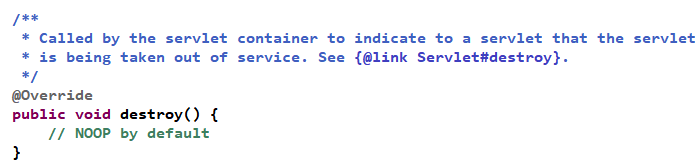 /**
 * Called by the servlet container to indicate to a servlet that the servlet
 * is being taken out of service. See {@link Servlet#destroy}.
 */
@Override
public void destroy() {
    // NOOP by default
}